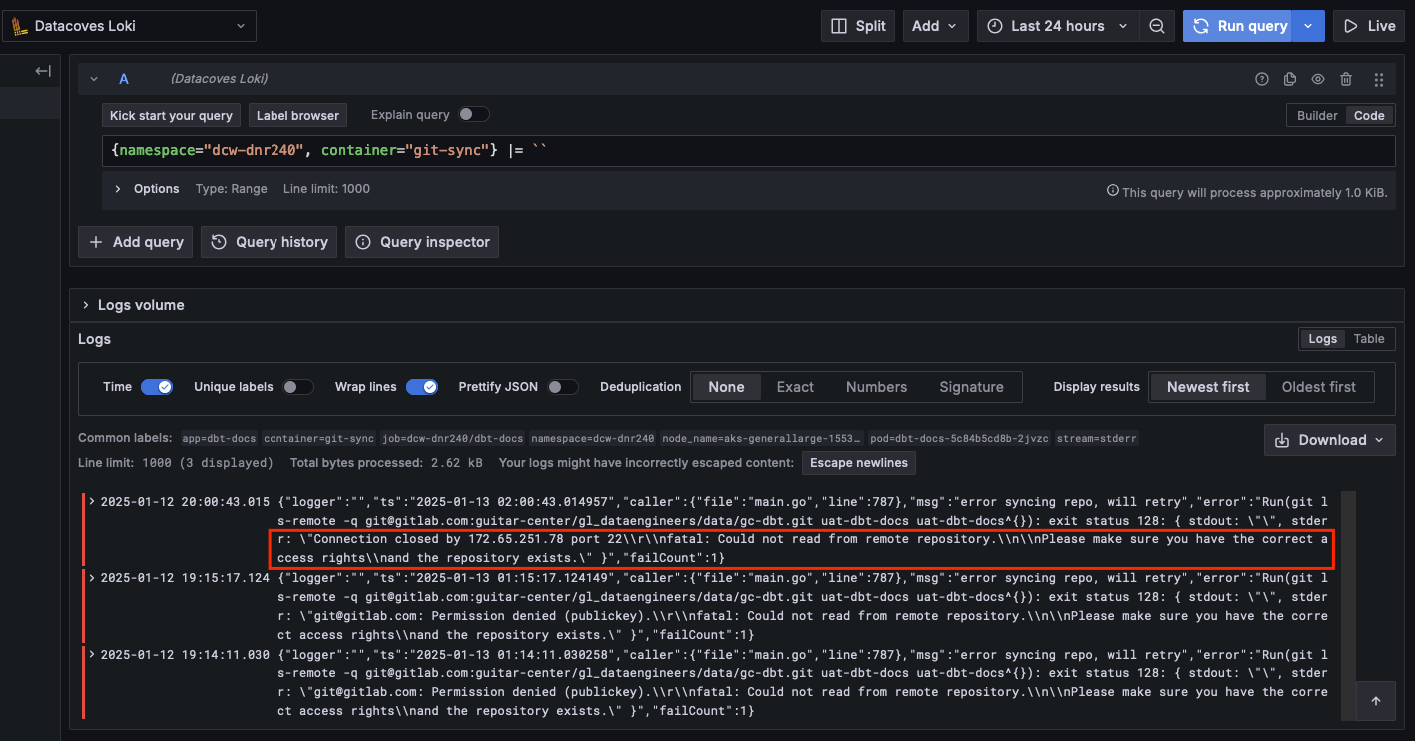 Datacoves Loki
Split
Add
Last 24 hours
Run query
Live
A
(Datacoves Loki)
Kick start your query
Label browser
Explain query
Builder
Code
{namespace="dcw-dnr240", container="git-sync"} |= ``
Options Type: Range Line limit: 1000
This query will process approximately 1.0 KiB.
Add query
Query history
Query inspector
Logs volume
Logs
Logs
Table
Time
Unique labels
Wrap lines
Prettify JSON
Deduplication
None
Exact
Numbers
Signature
Display results
Newest first
Oldest first
Common labels: app=dbt-docs container=git-sync job=dcw-dnr240/dbt-docs namespace=dcw-dnr240 node_name=aks-generallarge-1553… pod=dbt-docs-5c84b5cd8b-2jvzc stream=stderr
Download
Line limit: 1000 (3 displayed) Total bytes processed: 2.62 kB Your logs might have incorrectly escaped content: Escape newlines
2025-01-12 20:00:43.015 {"logger":"","ts":"2025-01-13 02:00:43.014957","caller":{"file":"main.go","line":787},"msg":"error syncing repo, will retry","error":"Run(git l
s-remote -q git@gitlab.com:guitar-center/gl_dataengineers/data/gc-dbt.git uat-dbt-docs uat-dbt-docs^{}): exit status 128: { stdout: \"\", stder
r: \"Connection closed by 172.65.251.78 port 22\\r\\nfatal: Could not read from remote repository.\\n\\nPlease make sure you have the correct a
ccess rights\\nand the repository exists.\" }","failCount":1}
2025-01-12 19:15:17.124 {"logger":"","ts":"2025-01-13 01:15:17.124149","caller":{"file":"main.go","line":787},"msg":"error syncing repo, will retry","error":"Run(git l
s-remote -q git@gitlab.com:guitar-center/gl_dataengineers/data/gc-dbt.git uat-dbt-docs uat-dbt-docs^{}): exit status 128: { stdout: \"\", stder
r: \"git@gitlab.com: Permission denied (publickey).\\r\\nfatal: Could not read from remote repository.\\n\\nPlease make sure you have the corre
ct access rights\\nand the repository exists.\" }","failCount":1}
2025-01-12 19:14:11.030 {"logger":"","ts":"2025-01-13 01:14:11.030258","caller":{"file":"main.go","line":787},"msg":"error syncing repo, will retry","error":"Run(git l
s-remote -q git@gitlab.com:guitar-center/gl_dataengineers/data/gc-dbt.git uat-dbt-docs uat-dbt-docs^{}): exit status 128: { stdout: \"\", stder
r: \"git@gitlab.com: Permission denied (publickey).\\r\\nfatal: Could not read from remote repository.\\n\\nPlease make sure you have the corre
ct access rights\\nand the repository exists.\" }","failCount":1}